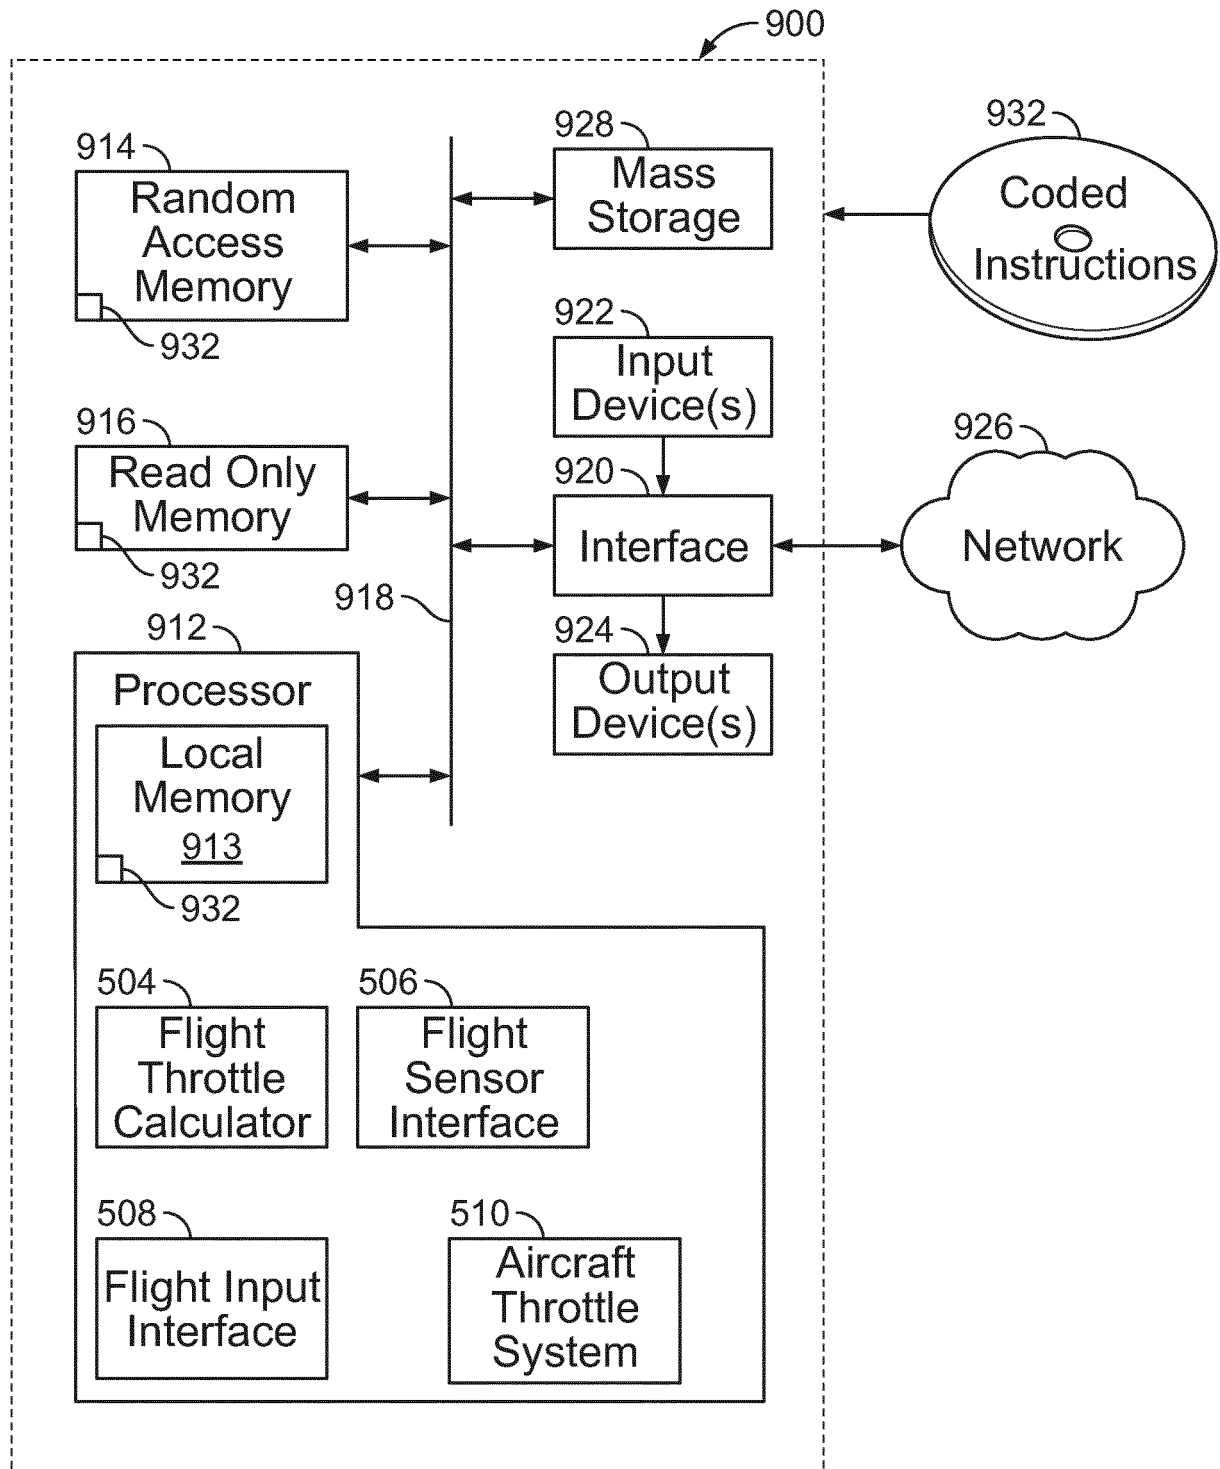 900
914
Random
Access
Memory
932
928
Mass
Storage
932
Coded
Instructions
922
Input
Device(s)
916
Read Only
Memory
932
920
Interface
926
Network
918
924
Output
Device(s)
912
Processor
Local
Memory
913
932
504
Flight
Throttle
Calculator
506
Flight
Sensor
Interface
508
Flight Input
Interface
510
Aircraft
Throttle
System